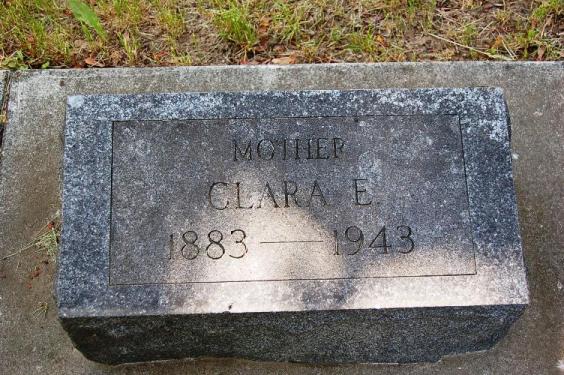 MOTHER
CLARA E.
1883 — 1943